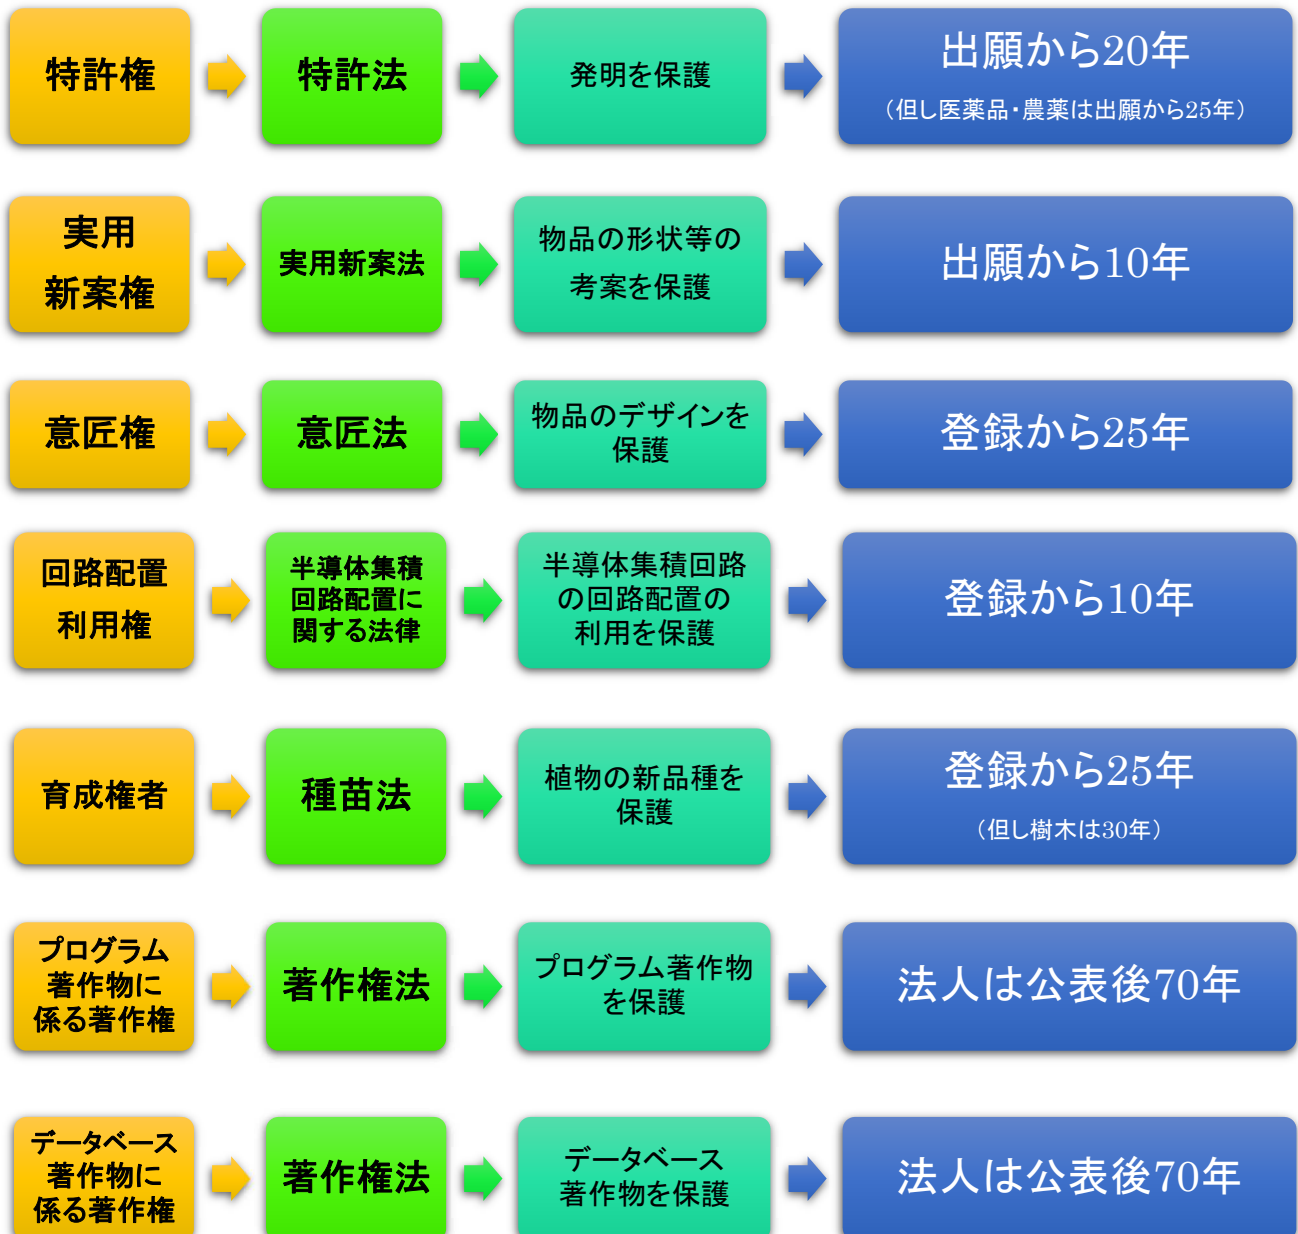 特許権
特許法
発明を保護
出願から20年
（但し医薬品・農薬は出願から25年）
実用
新案権
実用新案法
物品の形状等の
考案を保護
出願から10年
意匠権
意匠法
物品のデザインを
保護
登録から25年
回路配置
利用権
半導体集積
回路配置に
関する法律
半導体集積回路
の回路配置の
利用を保護
登録から10年
育成権者
種苗法
植物の新品種を
保護
登録から25年
（但し樹木は30年）
プログラム
著作物に
係る著作権
著作権法
プログラム著作物
を保護
法人は公表後70年
データベース
著作物に
係る著作権
著作権法
データベース
著作物を保護
法人は公表後70年